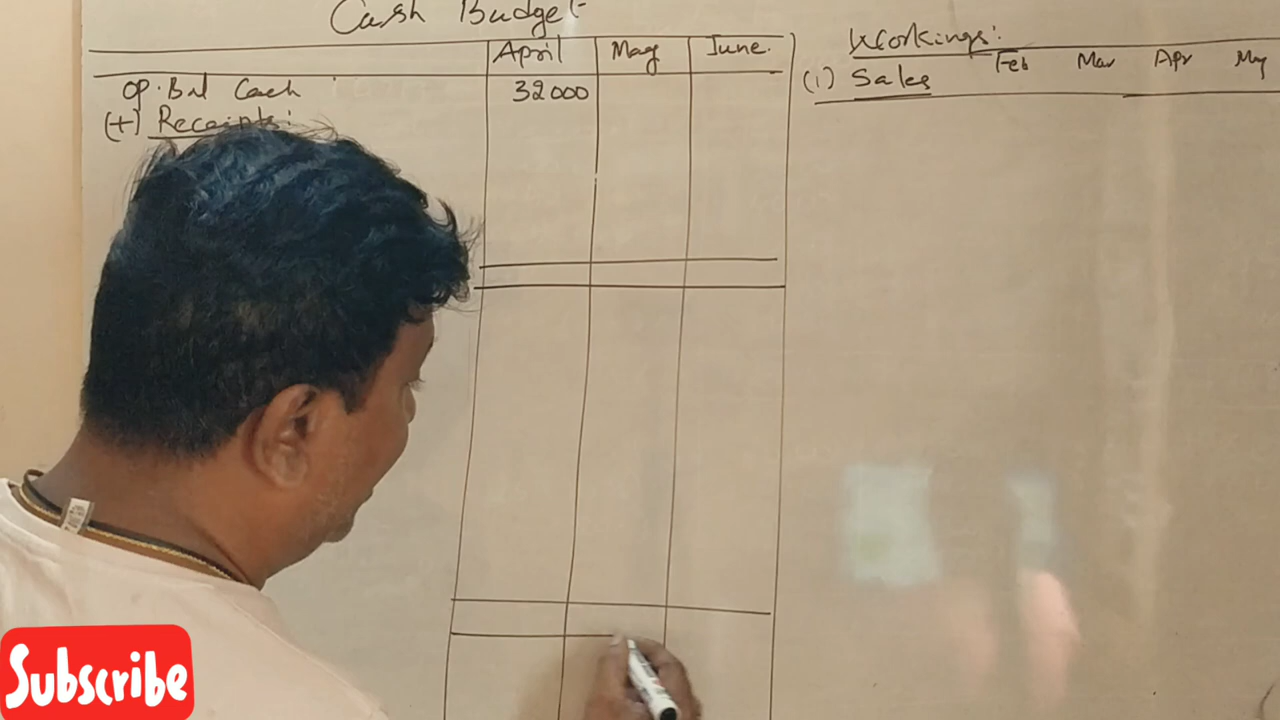 Cash Budget
April May June
Op. Bal Cash 32000
(+) Receipts:
Workings:
(1) Sales Feb Mar Apr May
Subscribe